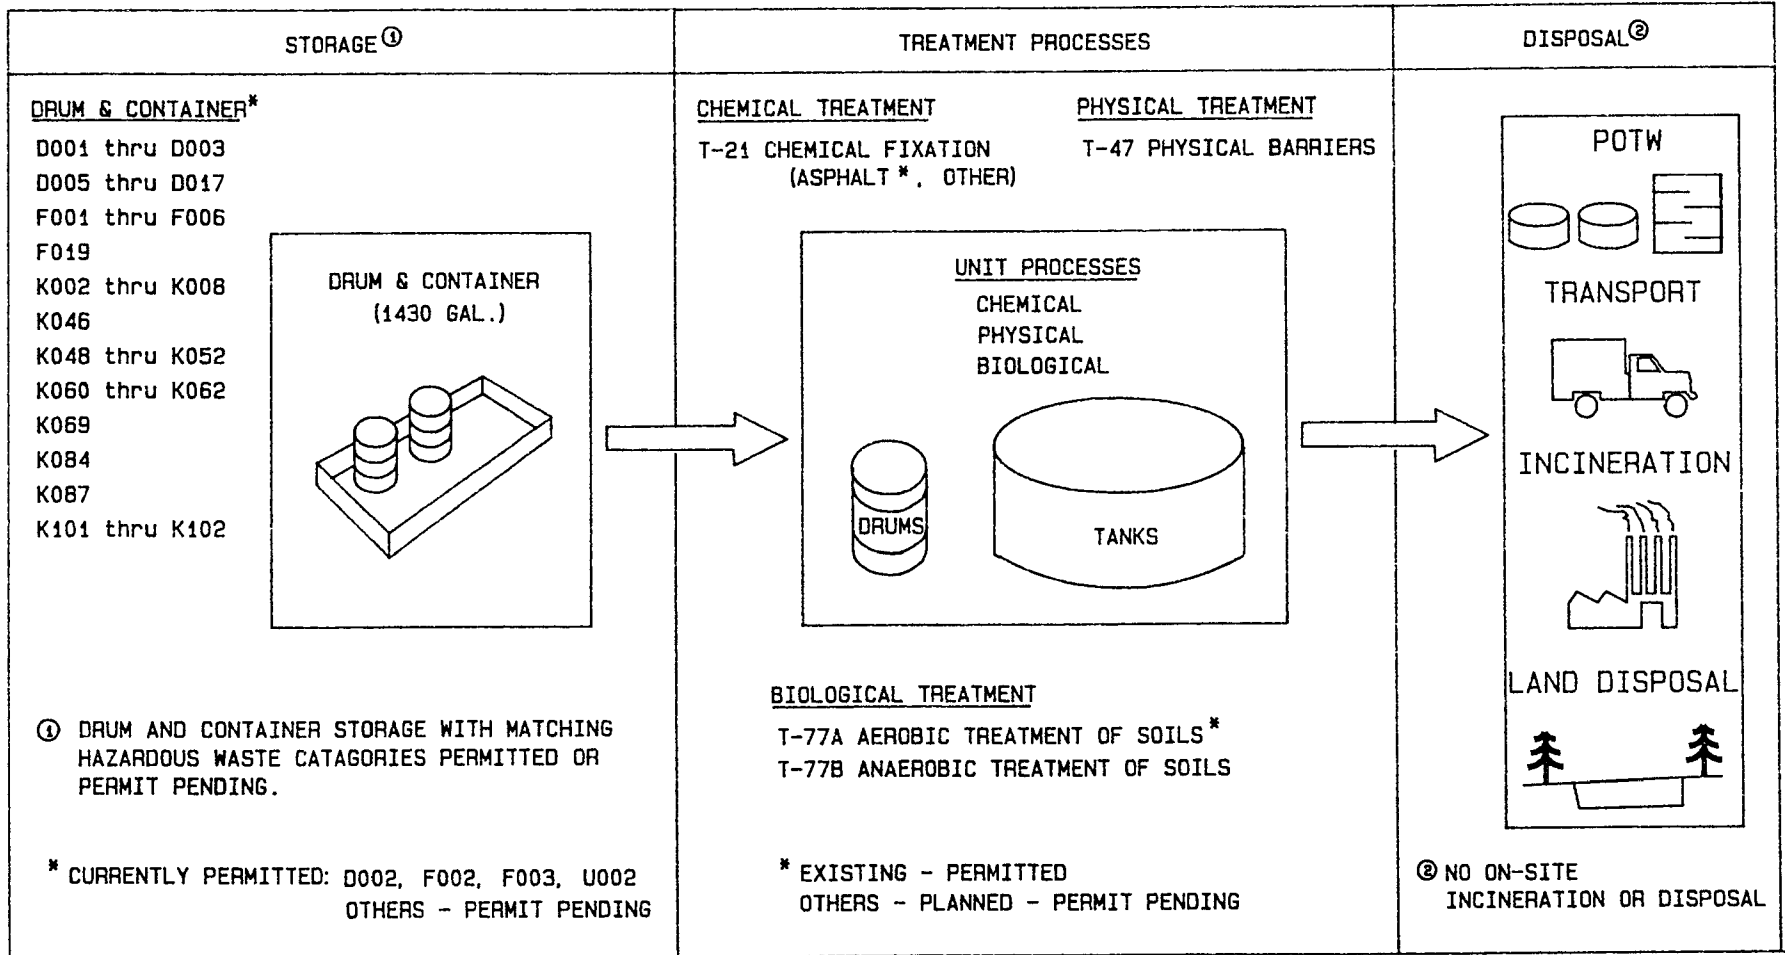 STORAGE①
TREATMENT PROCESSES
DISPOSAL②
DRUM & CONTAINER*
D001 thru D003
D005 thru D017
F001 thru F006
F019
K002 thru K008
K046
K048 thru K052
K060 thru K062
K069
K084
K087
K101 thru K102
DRUM & CONTAINER
(1430 GAL.)
① DRUM AND CONTAINER STORAGE WITH MATCHING
HAZARDOUS WASTE CATAGORIES PERMITTED OR
PERMIT PENDING.
* CURRENTLY PERMITTED: D002, F002, F003, U002
OTHERS - PERMIT PENDING
CHEMICAL TREATMENT
T-21 CHEMICAL FIXATION
(ASPHALT *, OTHER)
PHYSICAL TREATMENT
T-47 PHYSICAL BARRIERS
UNIT PROCESSES
CHEMICAL
PHYSICAL
BIOLOGICAL
DRUMS
TANKS
BIOLOGICAL TREATMENT
T-77A AEROBIC TREATMENT OF SOILS*
T-77B ANAEROBIC TREATMENT OF SOILS
* EXISTING - PERMITTED
OTHERS - PLANNED - PERMIT PENDING
POTW
TRANSPORT
INCINERATION
LAND DISPOSAL
② NO ON-SITE
INCINERATION OR DISPOSAL